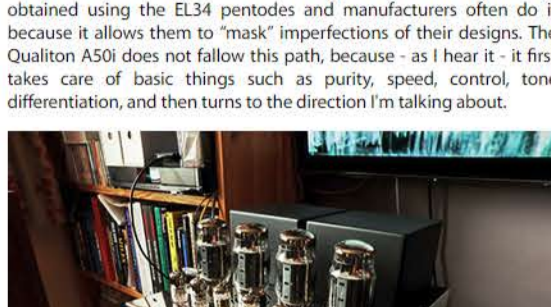 obtained using the EL34 pentodes and manufacturers often do i
because it allows them to “mask” imperfections of their designs. The
Qualiton A50i does not fallow this path, because - as I hear it - it firs
takes care of basic things such as purity, speed, control, tone
differentiation, and then turns to the direction I'm talking about.